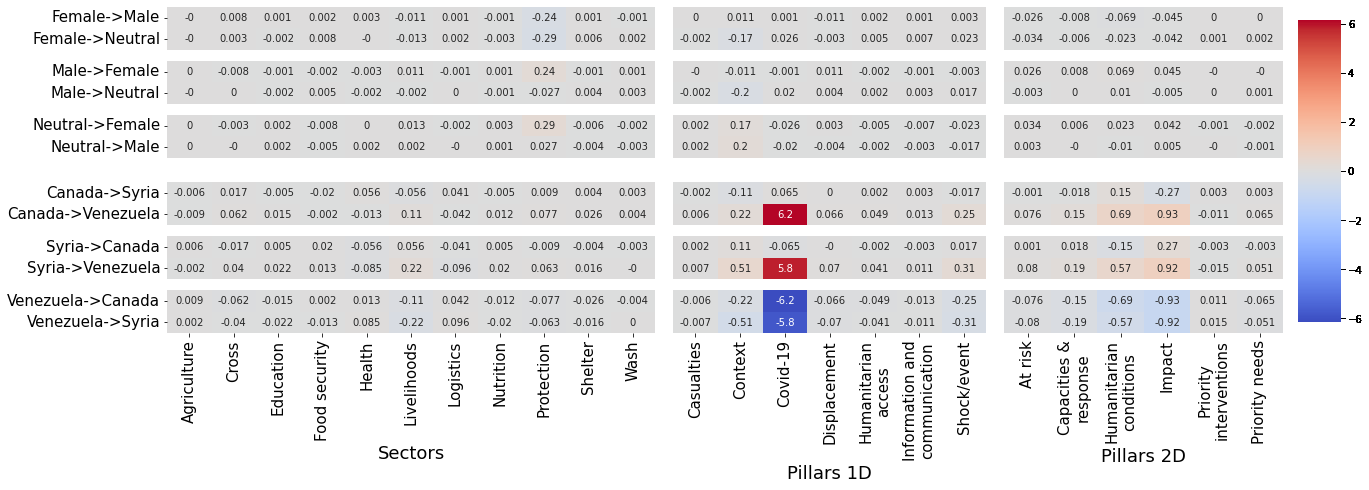 Female->Male -0 0.008 0.001 0.002 0.003 -0.011 0.001 -0.001 -0.24 0.001 -0.001 0 0.011 0.001 -0.011 0.002 0.001 0.003 -0.026 -0.008 -0.069 -0.045 0 0
Female->Neutral -0 0.003 -0.002 0.008 -0 -0.013 0.002 -0.003 -0.29 0.006 0.002 -0.002 -0.17 0.026 -0.003 0.005 0.007 0.023 -0.034 -0.006 -0.023 -0.042 0.001 0.002
Male->Female 0 -0.008 -0.001 -0.002 -0.003 0.011 -0.001 0.001 0.24 -0.001 0.001 -0 -0.011 -0.001 0.011 -0.002 -0.001 -0.003 0.026 0.008 0.069 0.045 -0 -0
Male->Neutral -0 0 -0.002 0.005 -0.002 -0.002 0 -0.001 -0.027 0.004 0.003 -0.002 -0.2 0.02 0.004 0.002 0.003 0.017 -0.003 0 0.01 -0.005 0 0.001
Neutral->Female 0 -0.003 0.002 -0.008 0 0.013 -0.002 0.003 0.29 -0.006 -0.002 0.002 0.17 -0.026 0.003 -0.005 -0.007 -0.023 0.034 0.006 0.023 0.042 -0.001 -0.002
Neutral->Male 0 -0 0.002 -0.005 0.002 0.002 -0 0.001 0.027 -0.004 -0.003 0.002 0.2 -0.02 -0.004 -0.002 -0.003 -0.017 0.003 -0 -0.01 0.005 -0 -0.001
Canada->Syria -0.006 0.017 -0.005 -0.02 0.056 -0.056 0.041 -0.005 0.009 0.004 0.003 -0.002 -0.11 0.065 0 0.002 0.003 -0.017 -0.001 -0.018 0.15 -0.27 0.003 0.003
Canada->Venezuela -0.009 0.062 0.015 -0.002 -0.013 0.11 -0.042 0.012 0.077 0.026 0.004 0.006 0.22 6.2 0.066 0.049 0.013 0.25 0.076 0.15 0.69 0.93 -0.011 0.065
Syria->Canada 0.006 -0.017 0.005 0.02 -0.056 0.056 -0.041 0.005 -0.009 -0.004 -0.003 0.002 0.11 -0.065 -0 -0.002 -0.003 0.017 0.001 0.018 -0.15 0.27 -0.003 -0.003
Syria->Venezuela -0.002 0.04 0.022 0.013 -0.085 0.22 -0.096 0.02 0.063 0.016 -0 0.007 0.51 5.8 0.07 0.041 0.011 0.31 0.08 0.19 0.57 0.92 -0.015 0.051
Venezuela->Canada 0.009 -0.062 -0.015 0.002 0.013 -0.11 0.042 -0.012 -0.077 -0.026 -0.004 -0.006 -0.22 -6.2 -0.066 -0.049 -0.013 -0.25 -0.076 -0.15 -0.69 -0.93 0.011 -0.065
Venezuela->Syria 0.002 -0.04 -0.022 -0.013 0.085 -0.22 0.096 -0.02 -0.063 -0.016 0 -0.007 -0.51 -5.8 -0.07 -0.041 -0.011 -0.31 -0.08 -0.19 -0.57 -0.92 0.015 -0.051
Agriculture
Cross
Education
Food security
Health
Livelihoods
Logistics
Nutrition
Protection
Shelter
Wash
Sectors
Casualties
Context
Covid-19
Displacement
Humanitarian
access
Information and
communication
Shock/event
Pillars 1D
At risk
Capacities &
response
Humanitarian
conditions
Impact
Priority
interventions
Priority needs
Pillars 2D
6
4
2
0
−2
−4
−6